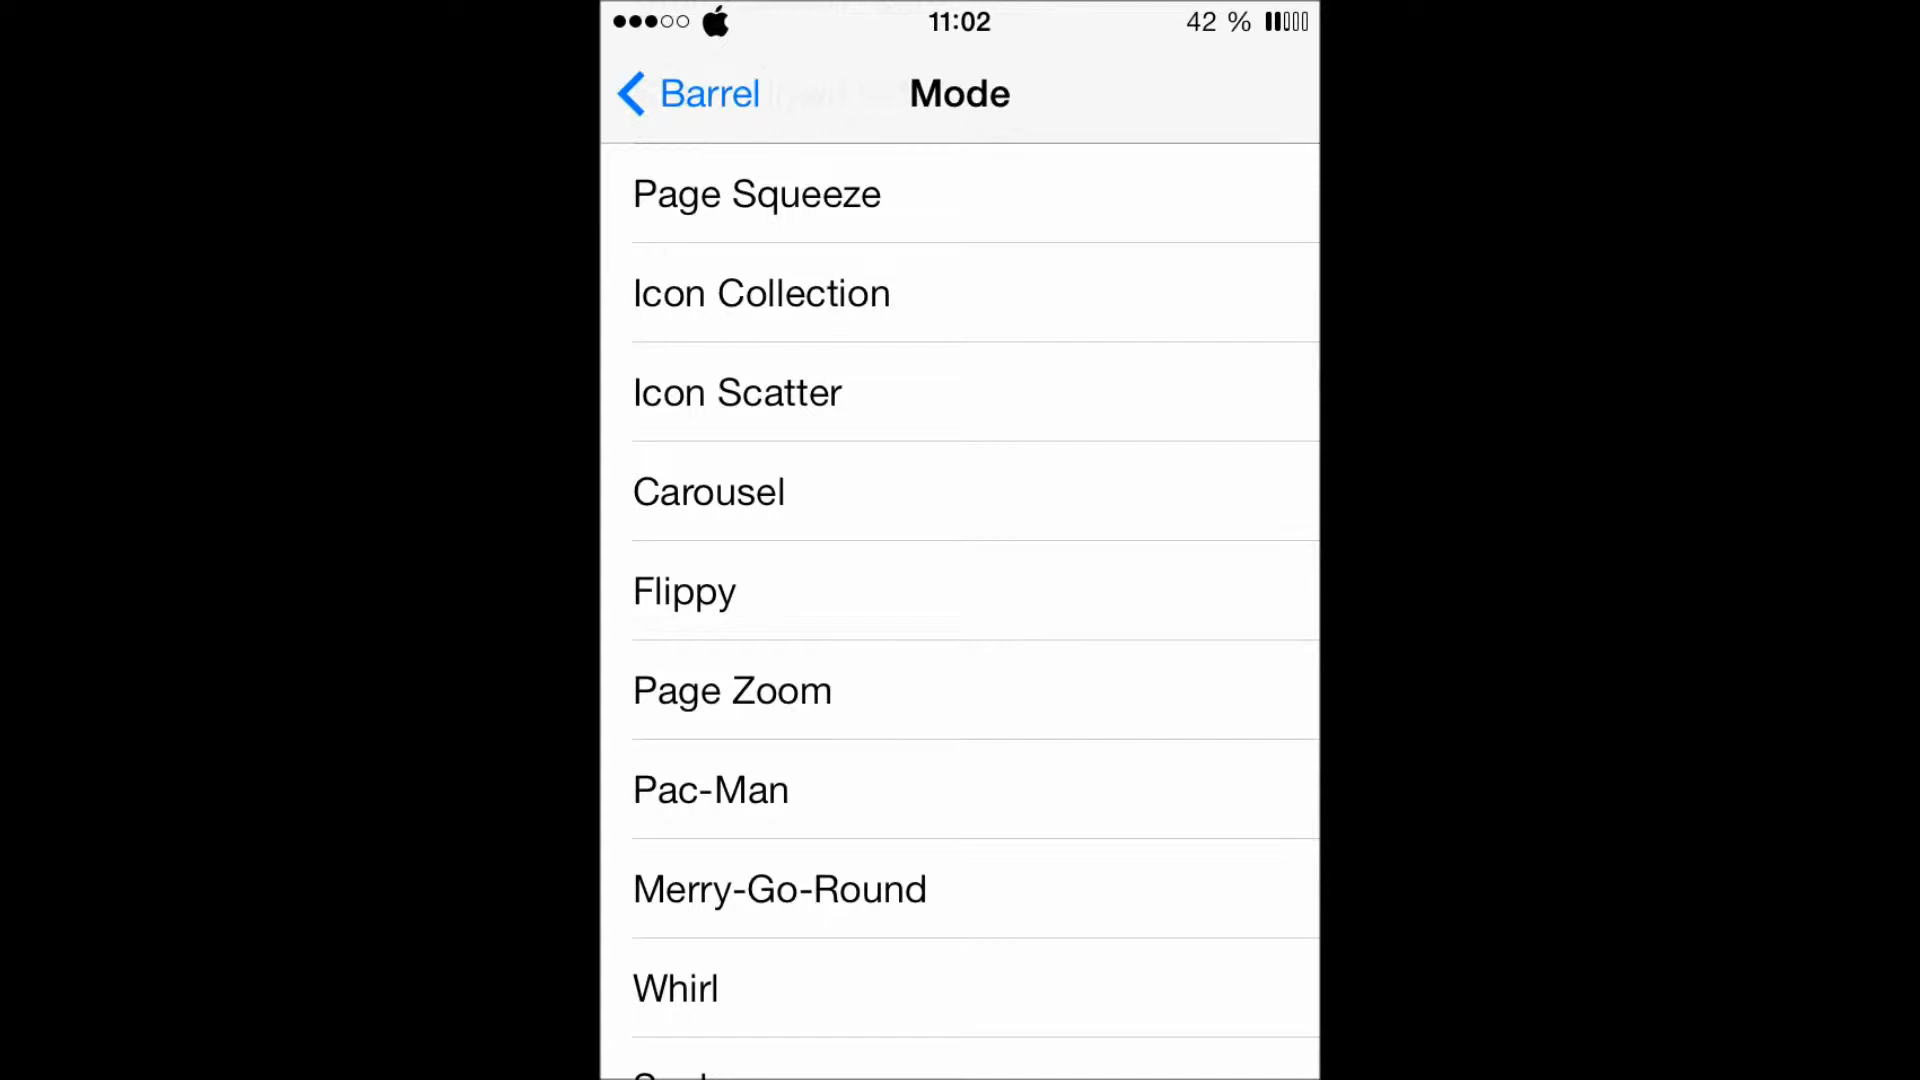 11:02
42 %
Barrel
Mode
Page Squeeze
Icon Collection
Icon Scatter
Carousel
Flippy
Page Zoom
Pac-Man
Merry-Go-Round
Whirl